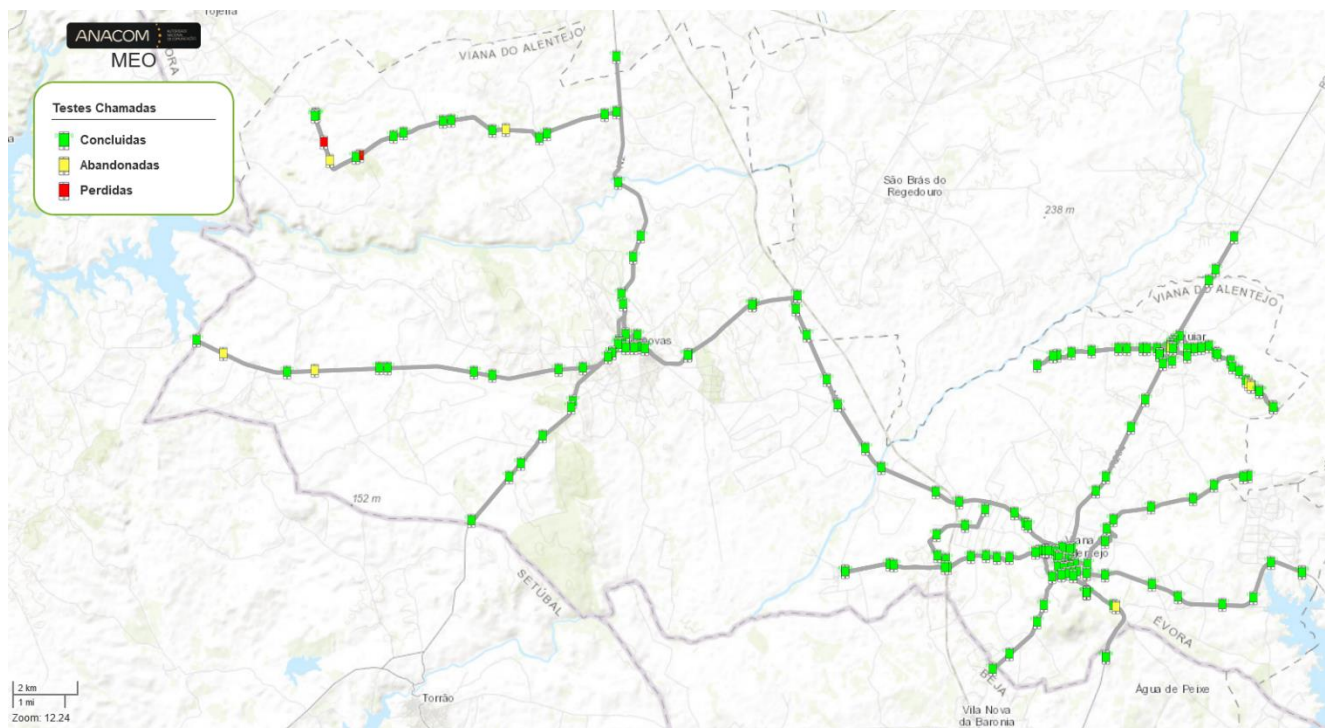 Tojeira
ANACOM
MEO
Testes Chamadas
Concluidas
Abandonadas
Perdidas
VIANA DO ALENTEJO
São Brás do
Regedouro
238 m
VIANA DO ALENTEJO
152 m
SETÚBAL
ÉVORA
BEJA
Torrão
Água de Peixe
Vila Nova
da Baronia
2 km
1 mi
Zoom: 12.24